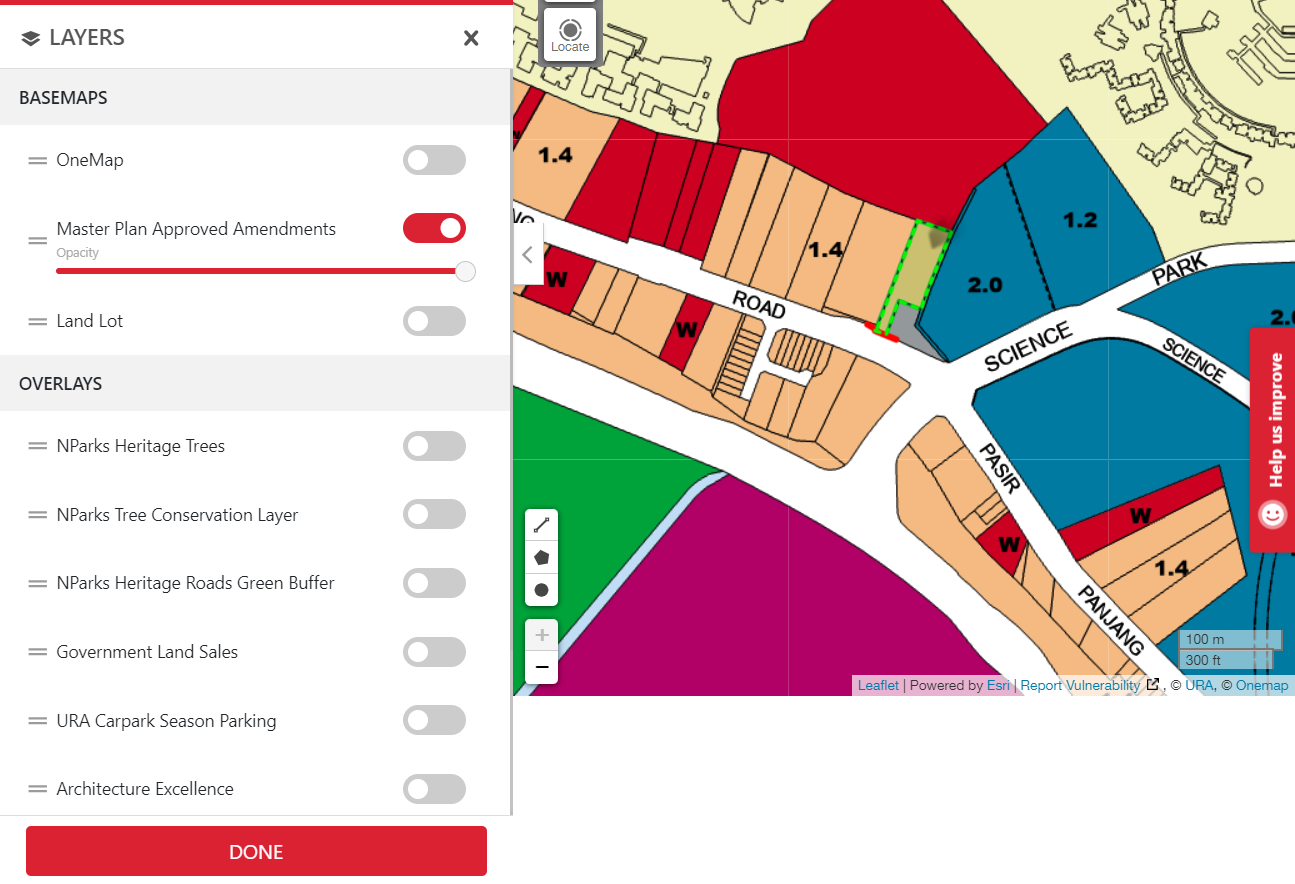 LAYERS
BASEMAPS
OneMap
Master Plan Approved Amendments
Opacity
Land Lot
OVERLAYS
NParks Heritage Trees
NParks Tree Conservation Layer
NParks Heritage Roads Green Buffer
Government Land Sales
URA Carpark Season Parking
Architecture Excellence
DONE
Locate
1.4
1.2
1.4
2.0
W
ROAD
W
PARK
SCIENCE
SCIENCE
2.0
Help us improve
PASIR
W
W
1.4
PANJANG
100 m
300 ft
Leaflet | Powered by Esri | Report Vulnerability , © URA, © Onemap